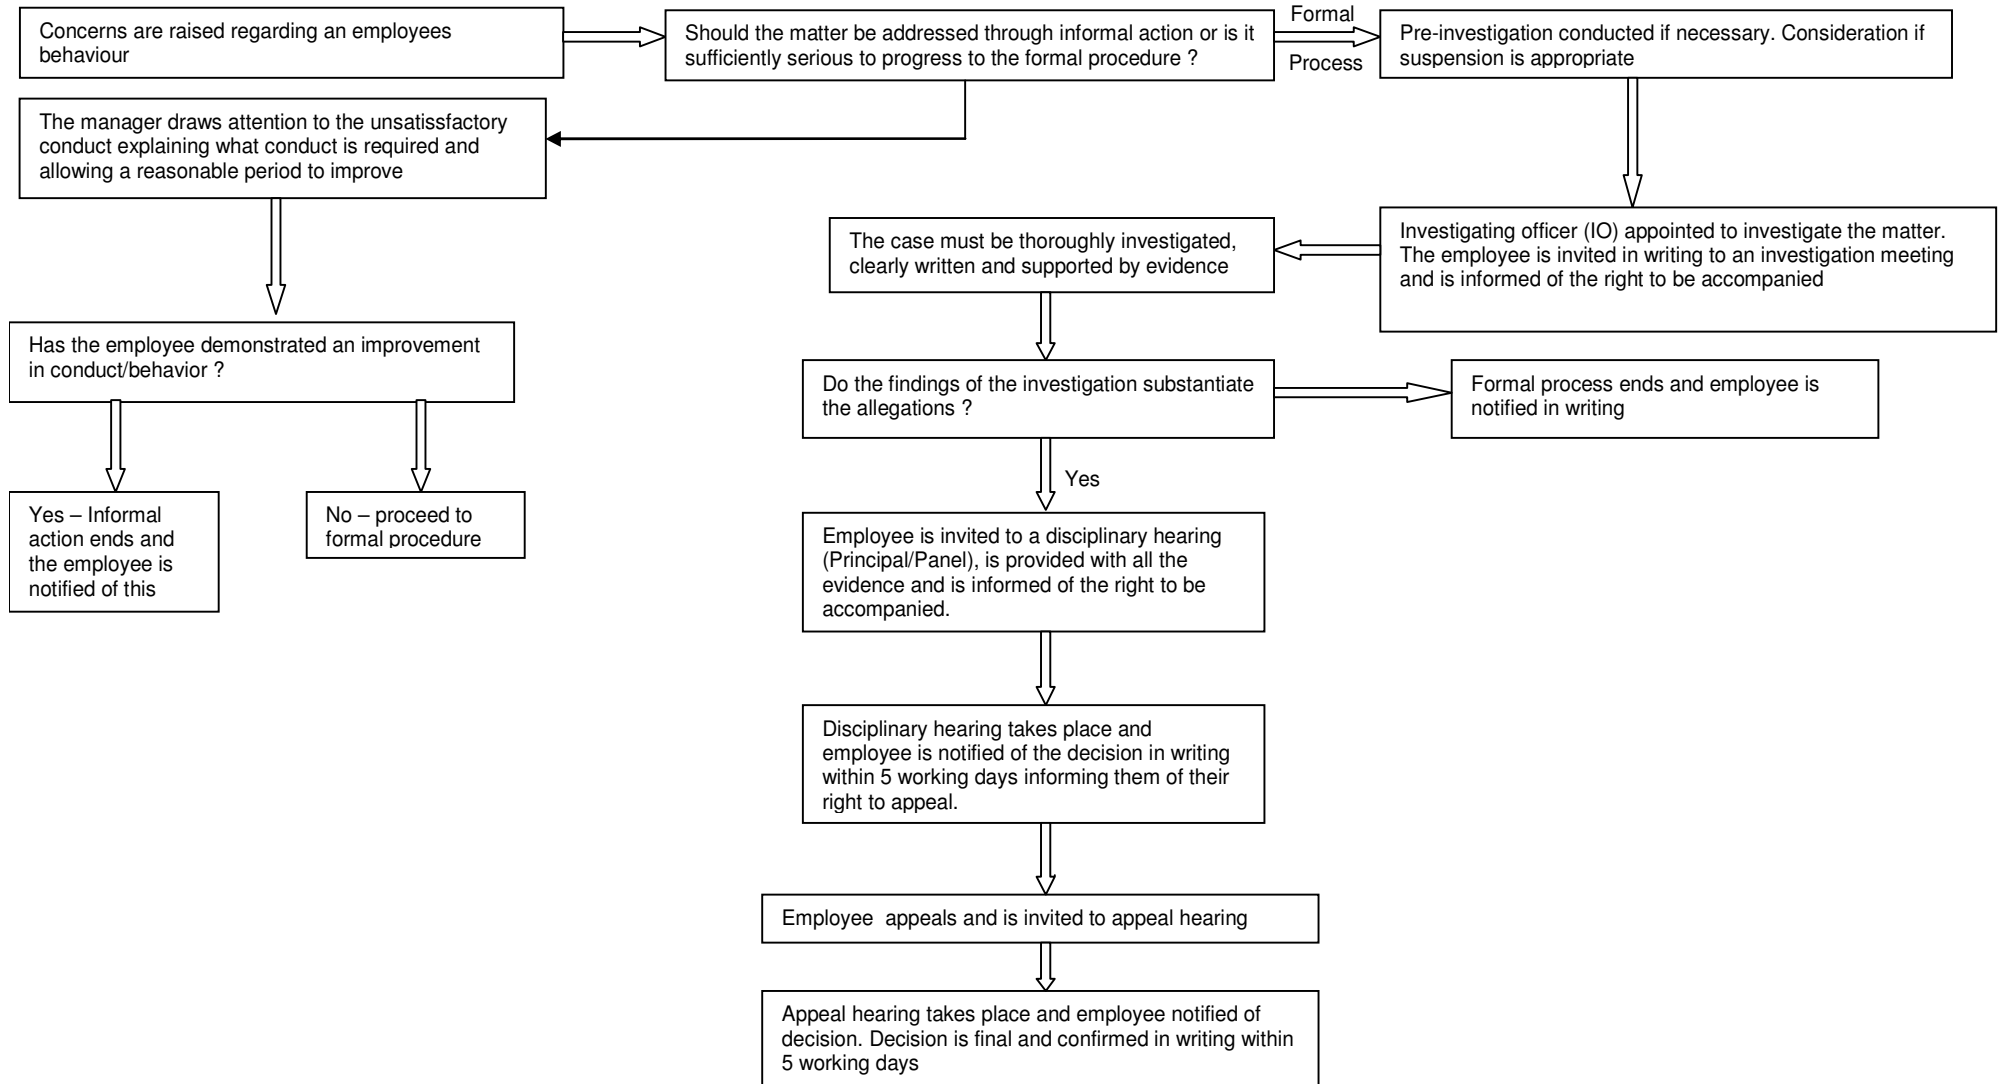 Concerns are raised regarding an employees
behaviour
Should the matter be addressed through informal action or is it
sufficiently serious to progress to the formal procedure ?
Formal
Process
Pre-investigation conducted if necessary. Consideration if
suspension is appropriate
The manager draws attention to the unsatissfactory
conduct explaining what conduct is required and
allowing a reasonable period to improve
Investigating officer (IO) appointed to investigate the matter.
The employee is invited in writing to an investigation meeting
and is informed of the right to be accompanied
The case must be thoroughly investigated,
clearly written and supported by evidence
Has the employee demonstrated an improvement
in conduct/behavior ?
Do the findings of the investigation substantiate
the allegations ?
Formal process ends and employee is
notified in writing
Yes
Yes – Informal
action ends and
the employee is
notified of this
No – proceed to
formal procedure
Employee is invited to a disciplinary hearing
(Principal/Panel), is provided with all the
evidence and is informed of the right to be
accompanied.
Disciplinary hearing takes place and
employee is notified of the decision in writing
within 5 working days informing them of their
right to appeal.
Employee  appeals and is invited to appeal hearing
Appeal hearing takes place and employee notified of
decision. Decision is final and confirmed in writing within
5 working days